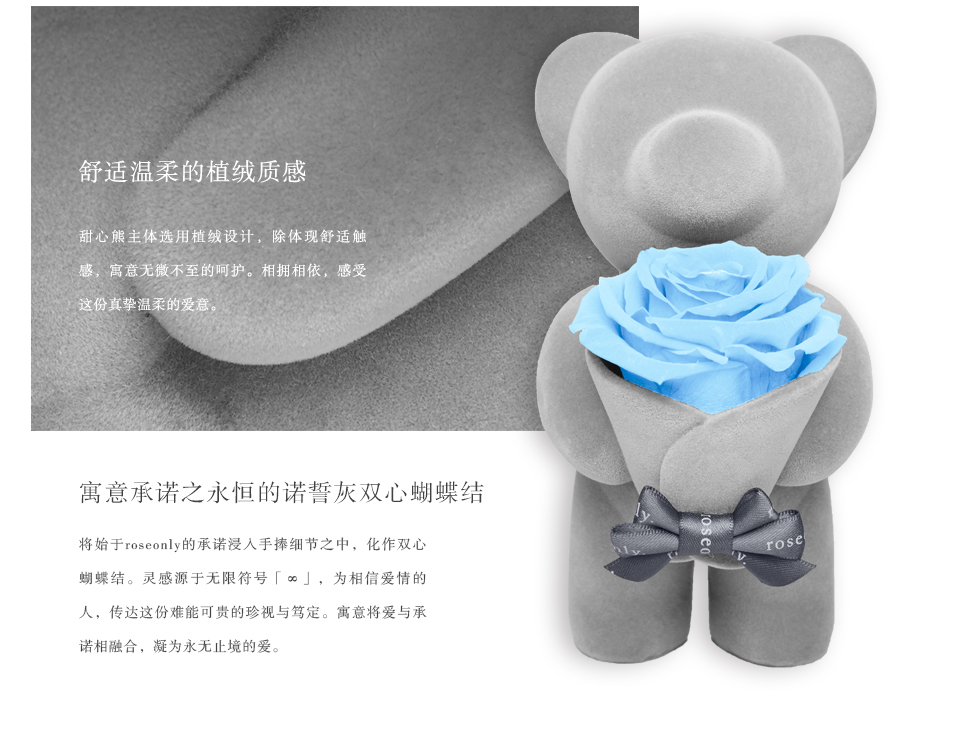 舒适温柔的植绒质感
甜心熊主体选用植绒设计，除体现舒适触
感，寓意无微不至的呵护。相拥相依，感受
这份真挚温柔的爱意。
寓意承诺之永恒的诺誓灰双心蝴蝶结
将始于roseonly的承诺浸入手捧细节之中，化作双心
蝴蝶结。灵感源于无限符号「∞」，为相信爱情的
人，传达这份难能可贵的珍视与笃定。寓意将爱与承
诺相融合，凝为永无止境的爱。
ly
roseo
rose
only
ly.